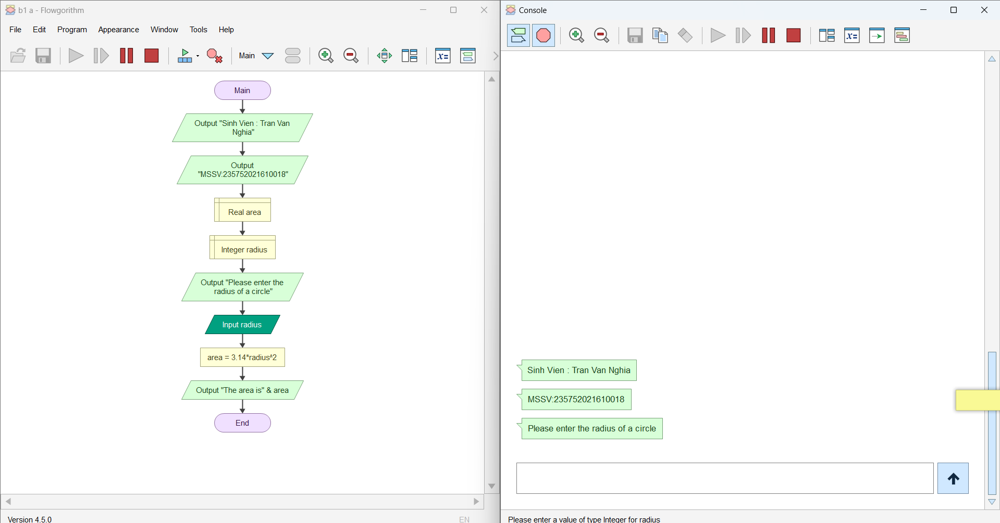 b1 a - Flowgorithm
File Edit Program Appearance Window Tools Help
Main
x=
Main
Output "Sinh Vien : Tran Van
Nghia"
Output
"MSSV:235752021610018"
Real area
Integer radius
Output "Please enter the
radius of a circle"
Input radius
area = 3.14*radius^2
Output "The area is" & area
End
Version 4.5.0
EN
Console
x=
Sinh Vien : Tran Van Nghia
MSSV:235752021610018
Please enter the radius of a circle
Please enter a value of type Integer for radius